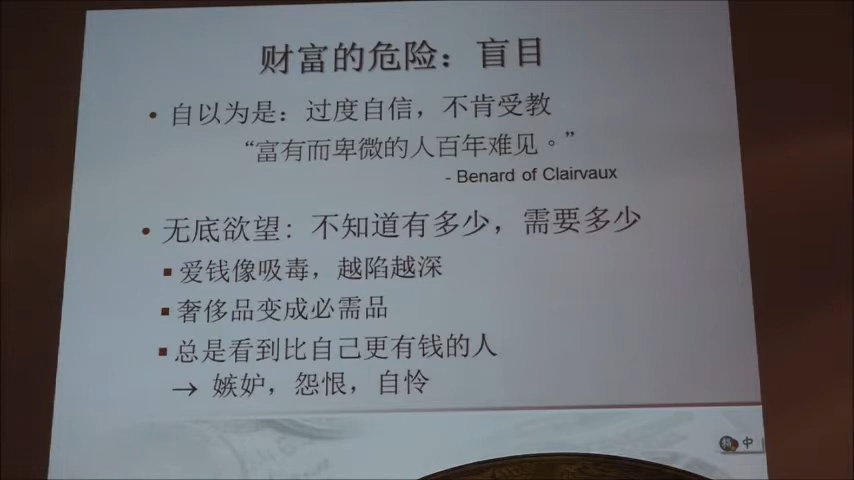 财富的危险：盲目
• 自以为是：过度自信，不肯受教
“富有而卑微的人百年难见。”
- Benard of Clairvaux
• 无底欲望：不知道有多少，需要多少
▪ 爱钱像吸毒，越陷越深
▪ 奢侈品变成必需品
▪ 总是看到比自己更有钱的人
→ 嫉妒，怨恨，自怜
中